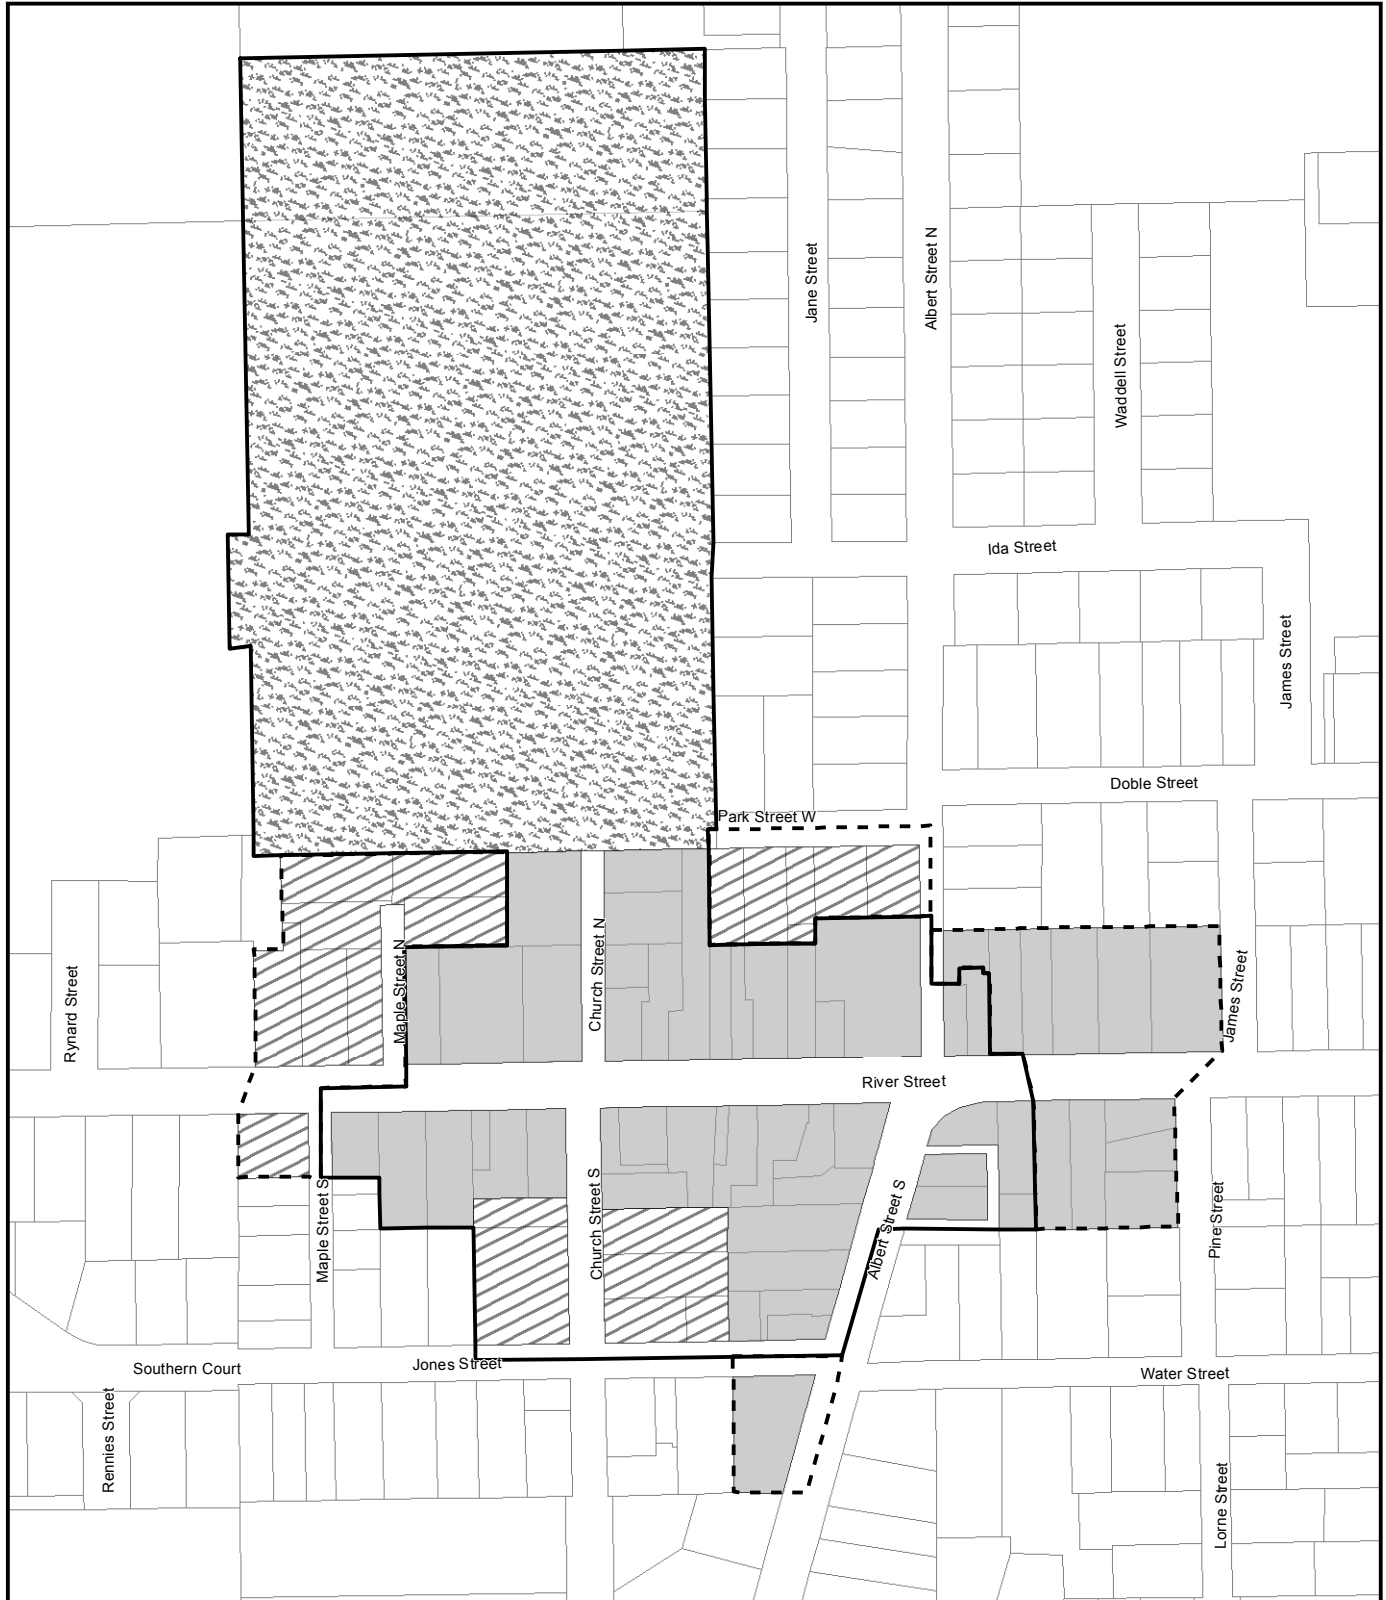 Jane Street
Albert Street N
Waddell Street
Ida Street
James Street
Doble Street
Park Street W
Rynard Street
Maple Street N
Church Street N
James Street
River Street
Maple Street S
Church Street S
Albert Street S
Pine Street
Southern Court
Jones Street
Water Street
Rennies Street
Lorne Street